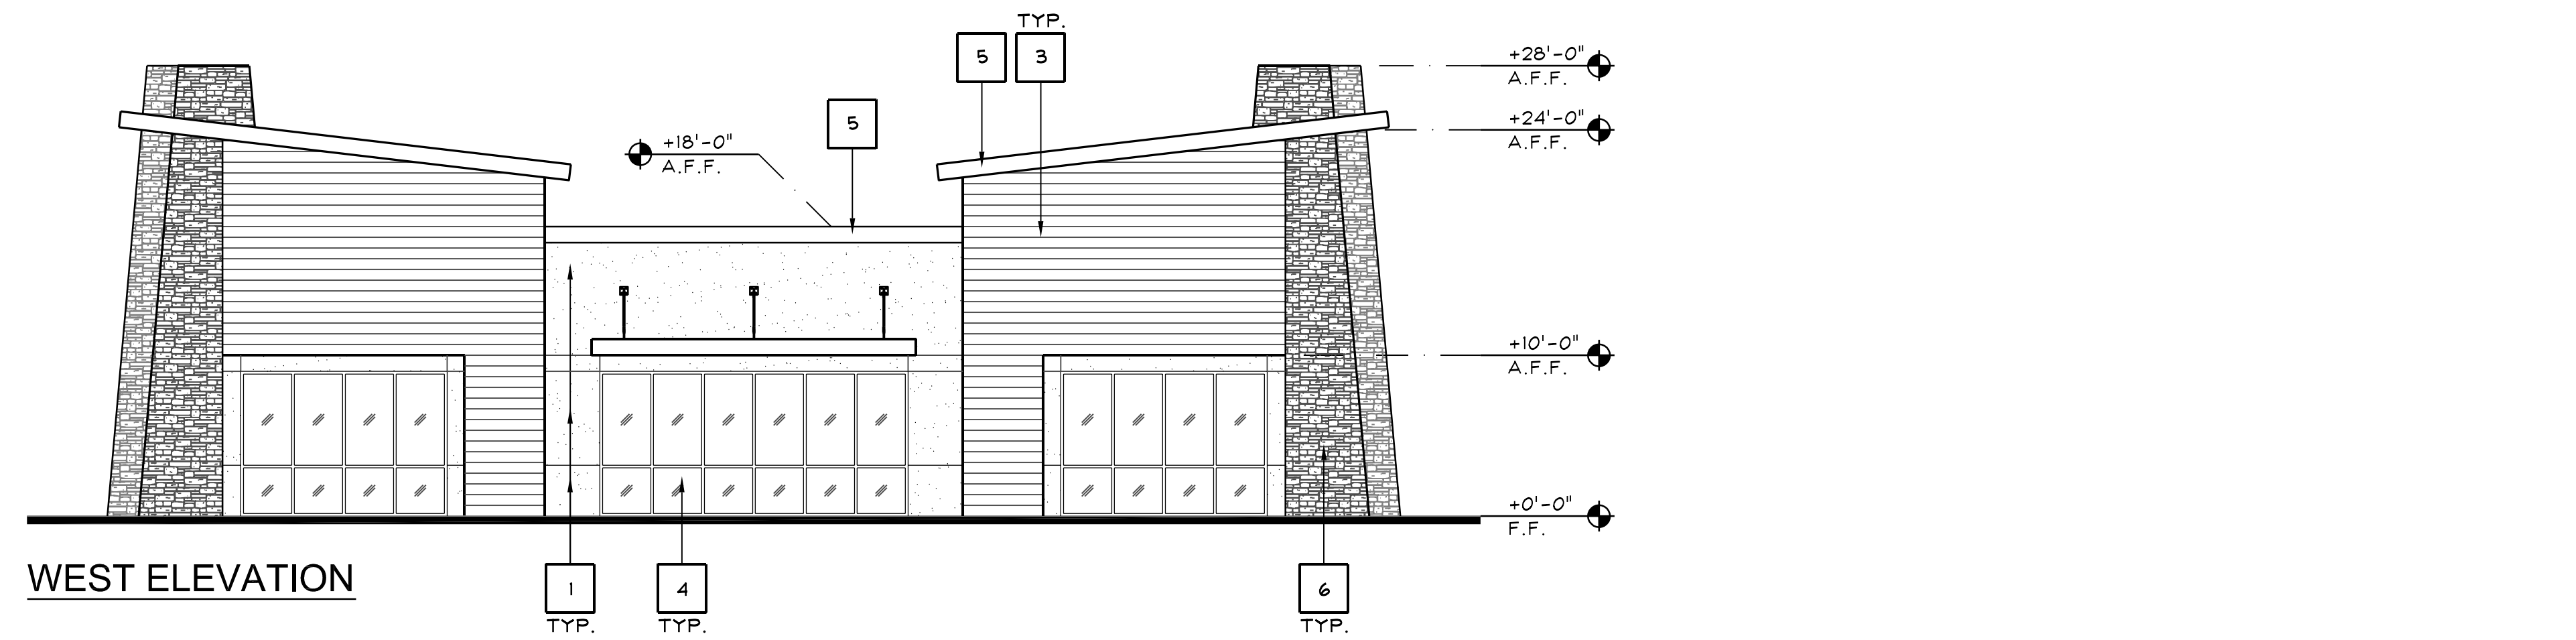 TYP.
5
3
5
+18'-0"
A.F.F.
+28'-0"
A.F.F.
+24'-0"
A.F.F.
+10'-0"
A.F.F.
+0'-0"
F.F.
WEST ELEVATION
1
TYP.
4
TYP.
6
TYP.